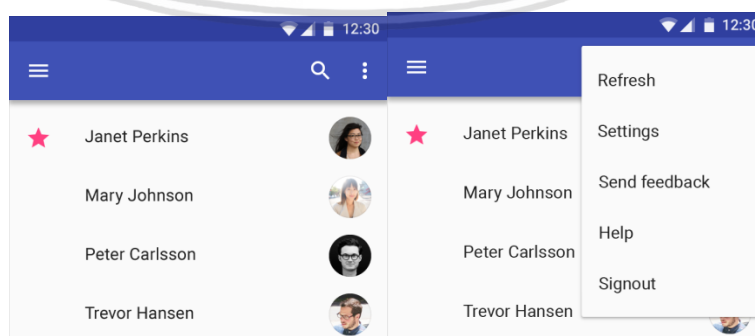 12:30
Janet Perkins
Mary Johnson
Peter Carlsson
Trevor Hansen
12:30
Refresh
Settings
Send feedback
Help
Signout
Janet Perkins
Mary Johnson
Peter Carlsson
Trevor Hansen